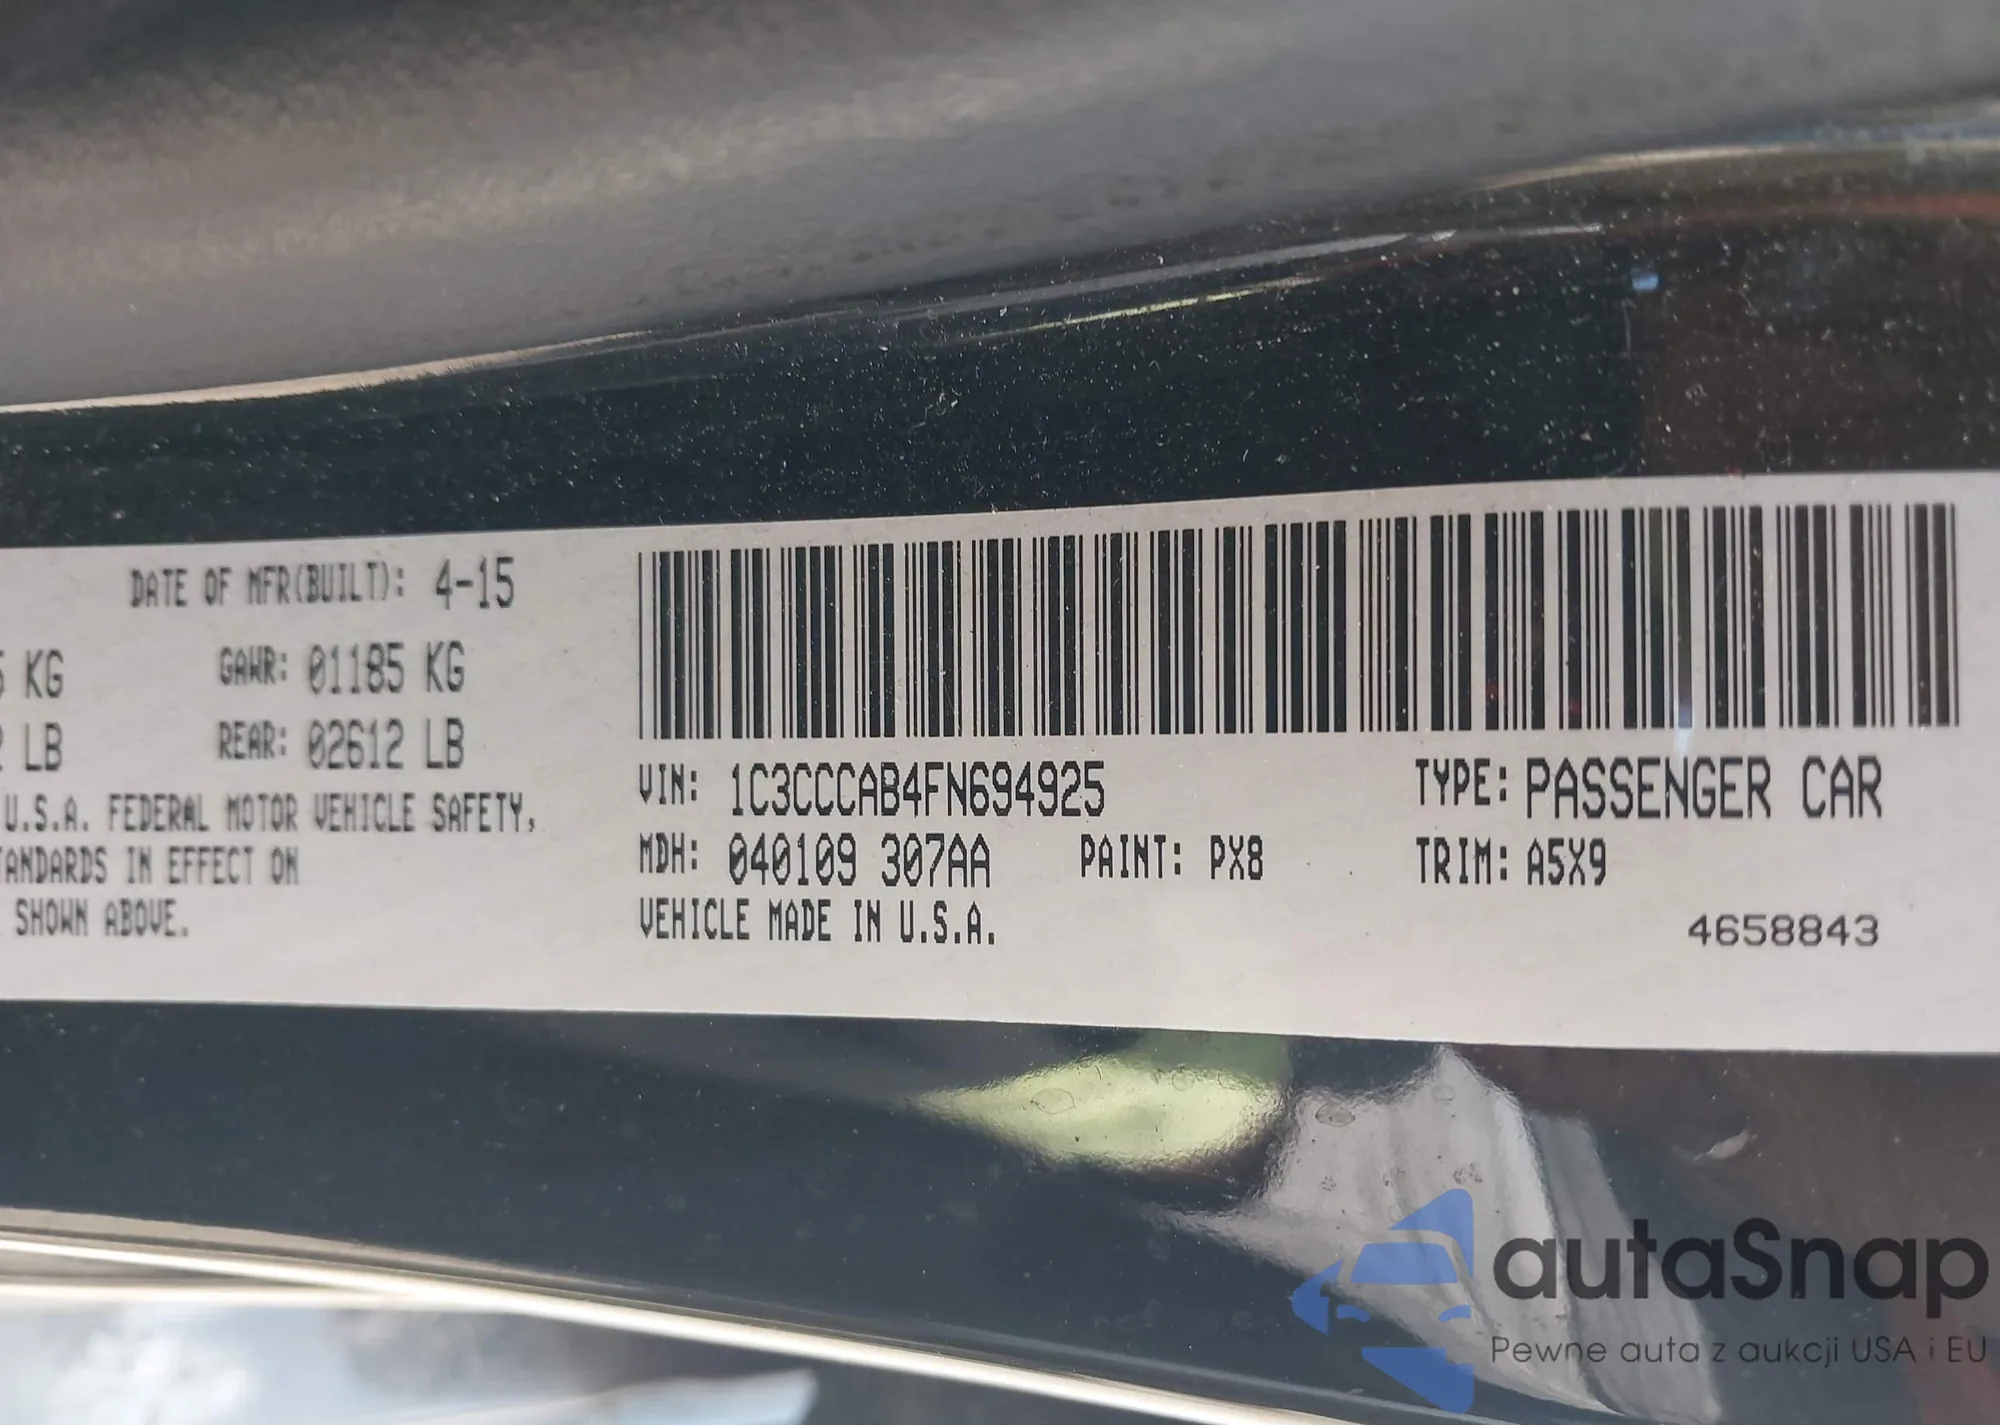 DATE OF MFR(BUILT): 4-15
KG GAWR: 01185 KG
LB REAR: 02612 LB
U.S.A. FEDERAL MOTOR VEHICLE SAFETY,
IN EFFECT ON
SHOWN ABOVE.
VIN: 1C3CCCAB4FN694925 TYPE: PASSENGER CAR
MDH: 040109 307AA PAINT: PX8 TRIM: A5X9
VEHICLE MADE IN U.S.A.
4658843
autaSnap
Pewne auta z aukcji USA i EU